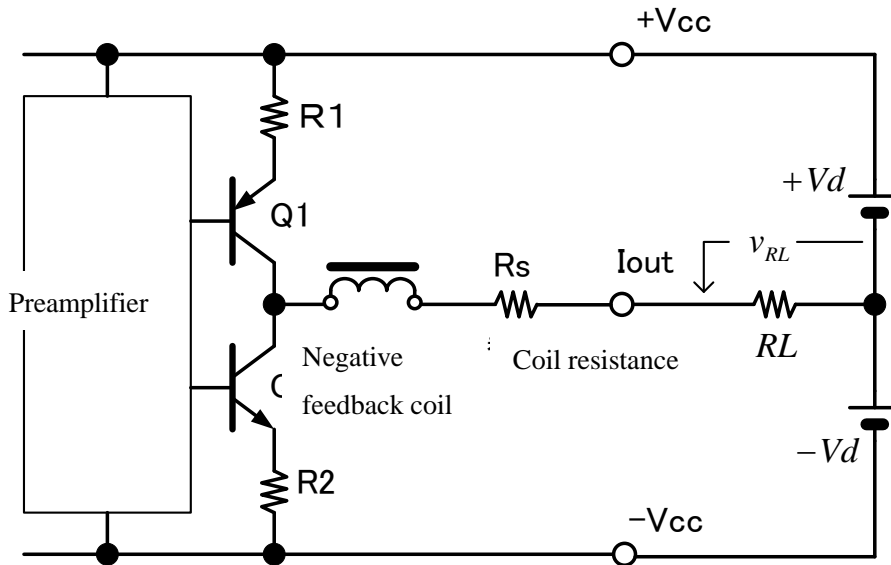 +Vcc
R1
+Vd
Q1
v_RL
Rs
Iout
Preamplifier
RL
Negative
feedback coil
Coil resistance
R2
−Vd
−Vcc